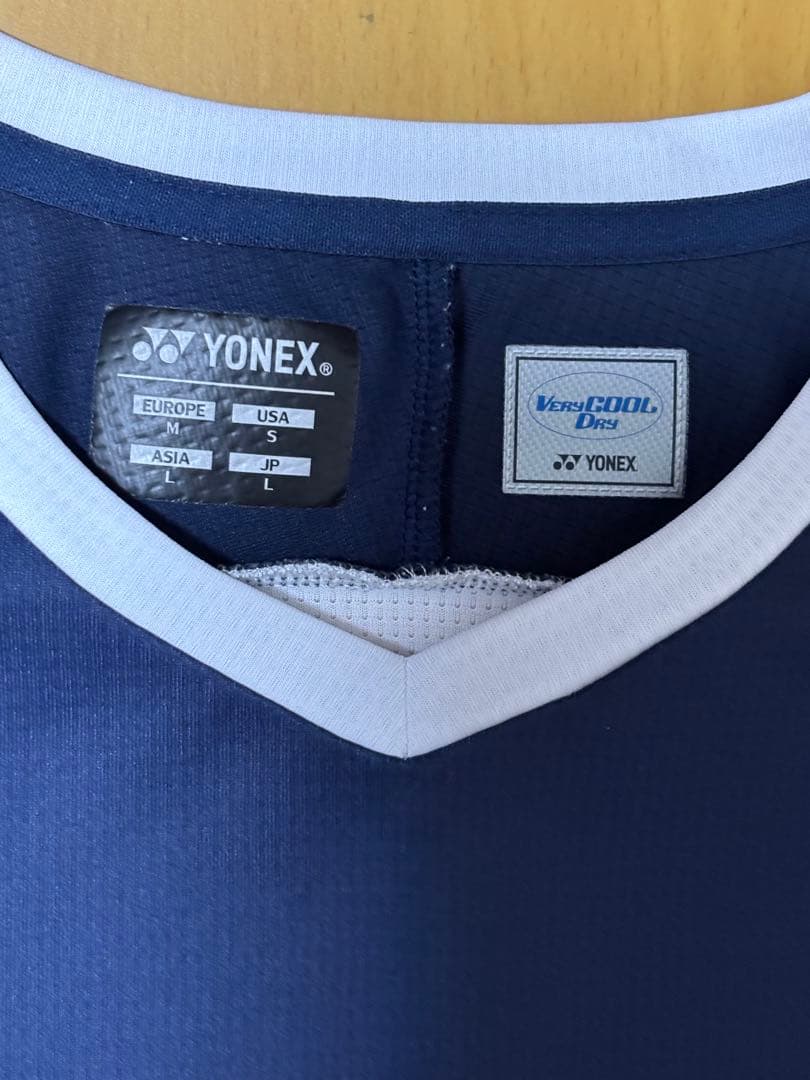 YONEX®
EUROPE USA
M S
ASIA JP
L L
VeryCOOL
Dry
YONEX